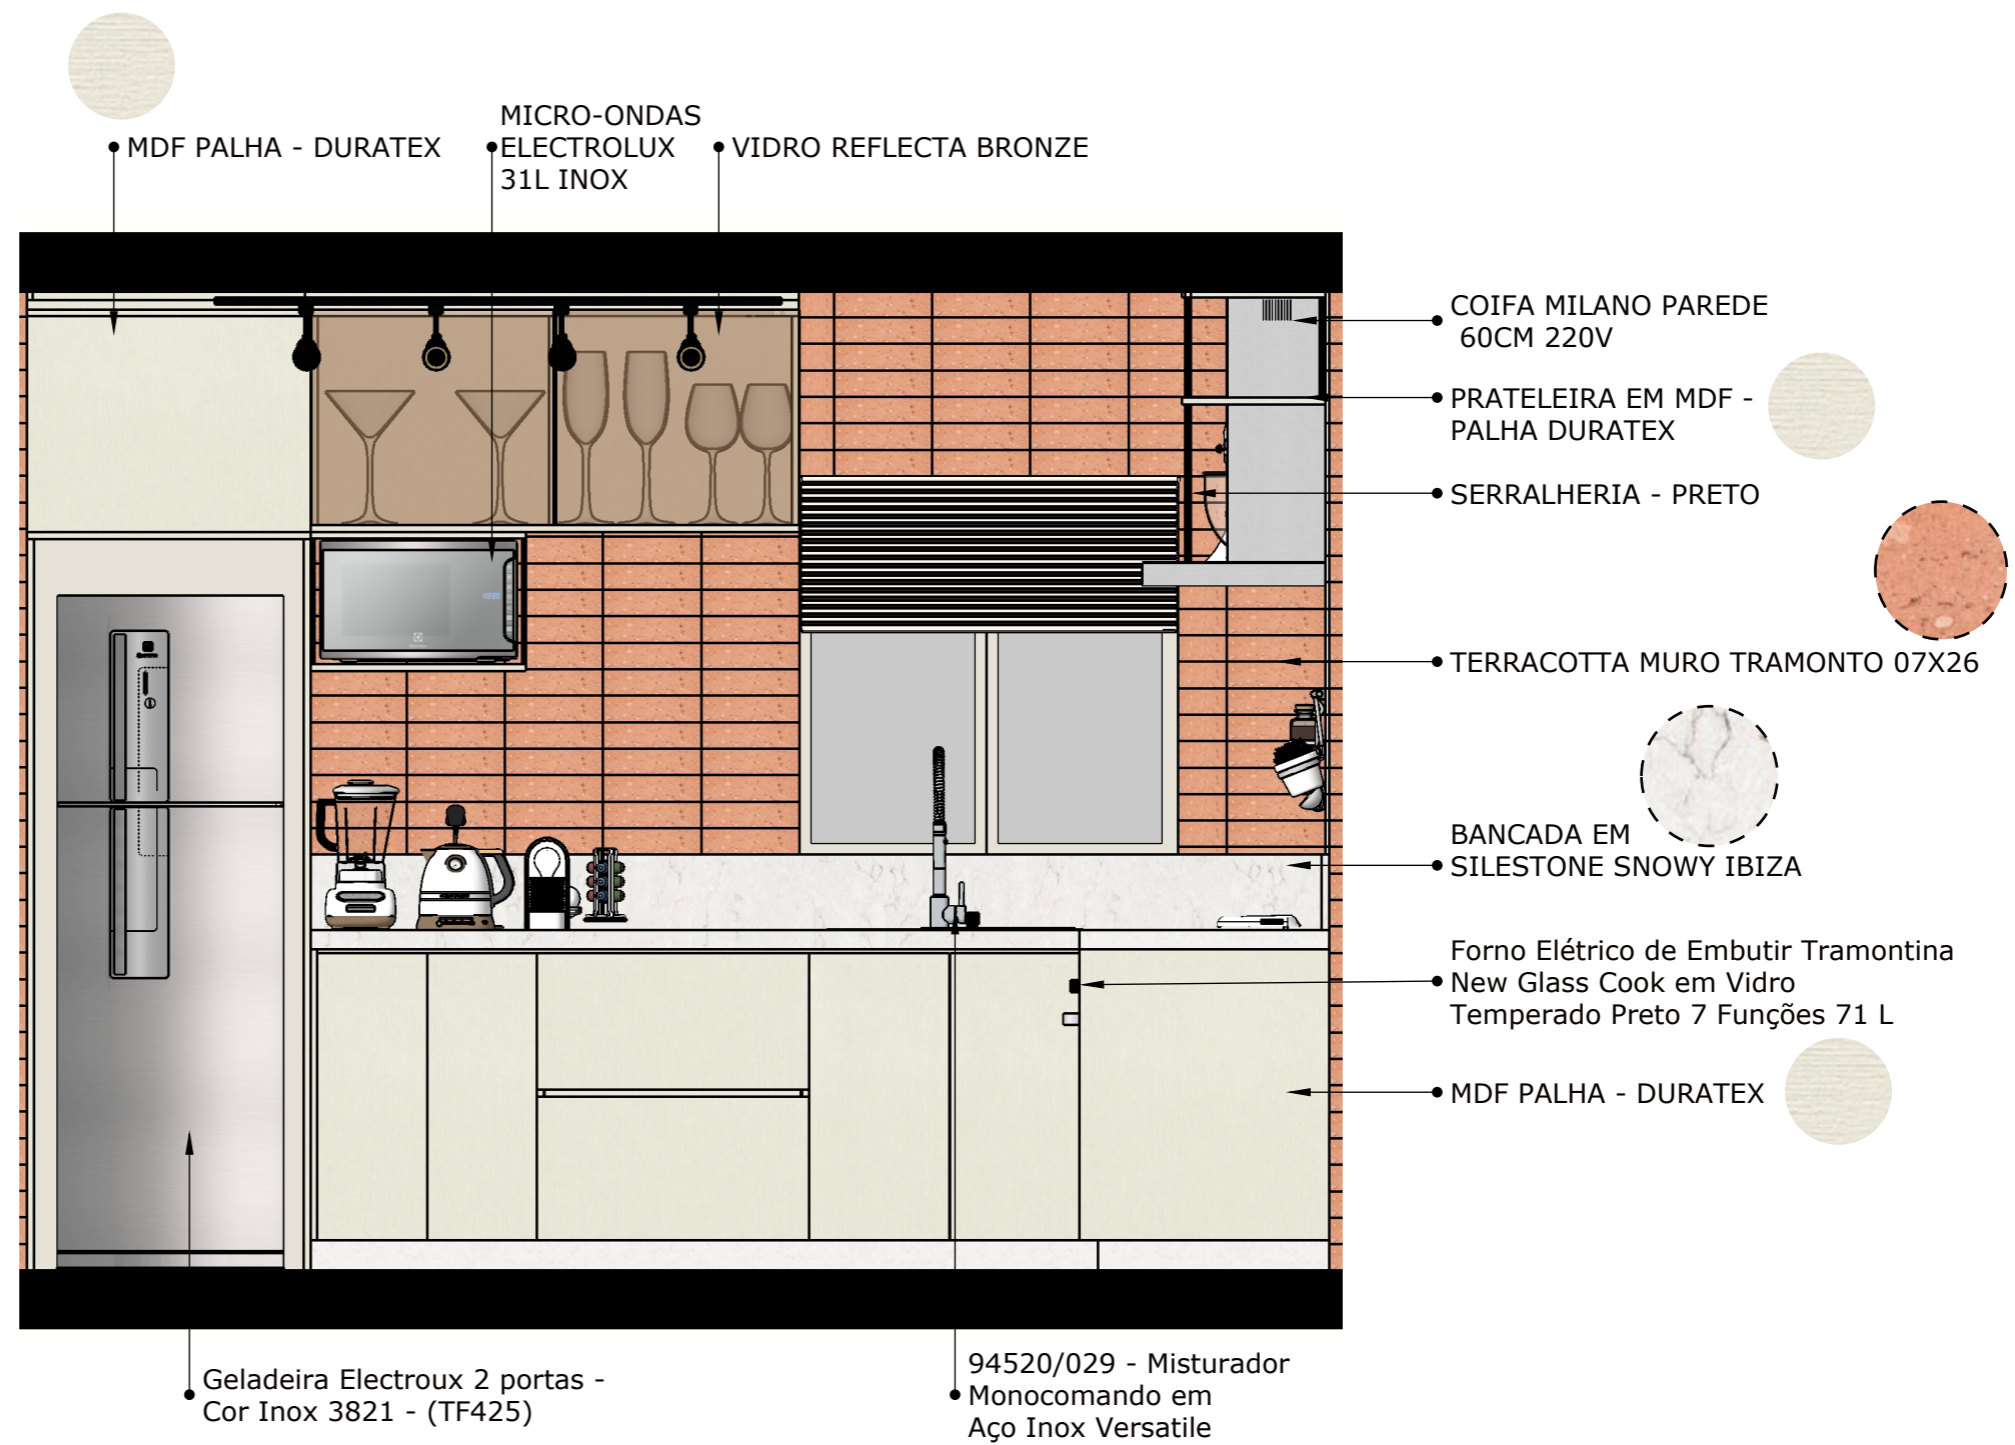 MDF PALHA - DURATEX
MICRO-ONDAS
ELECTROLUX
31L INOX
VIDRO REFLECTA BRONZE
COIFA MILANO PAREDE
60CM 220V
PRATELEIRA EM MDF -
PALHA DURATEX
SERRALHERIA - PRETO
TERRACOTTA MURO TRAMONTO 07X26
BANCADA EM
SILESTONE SNOWY IBIZA
Forno Elétrico de Embutir Tramontina
New Glass Cook em Vidro
Temperado Preto 7 Funções 71 L
MDF PALHA - DURATEX
Geladeira Electroux 2 portas -
Cor Inox 3821 - (TF425)
94520/029 - Misturador
Monocomando em
Aço Inox Versatile